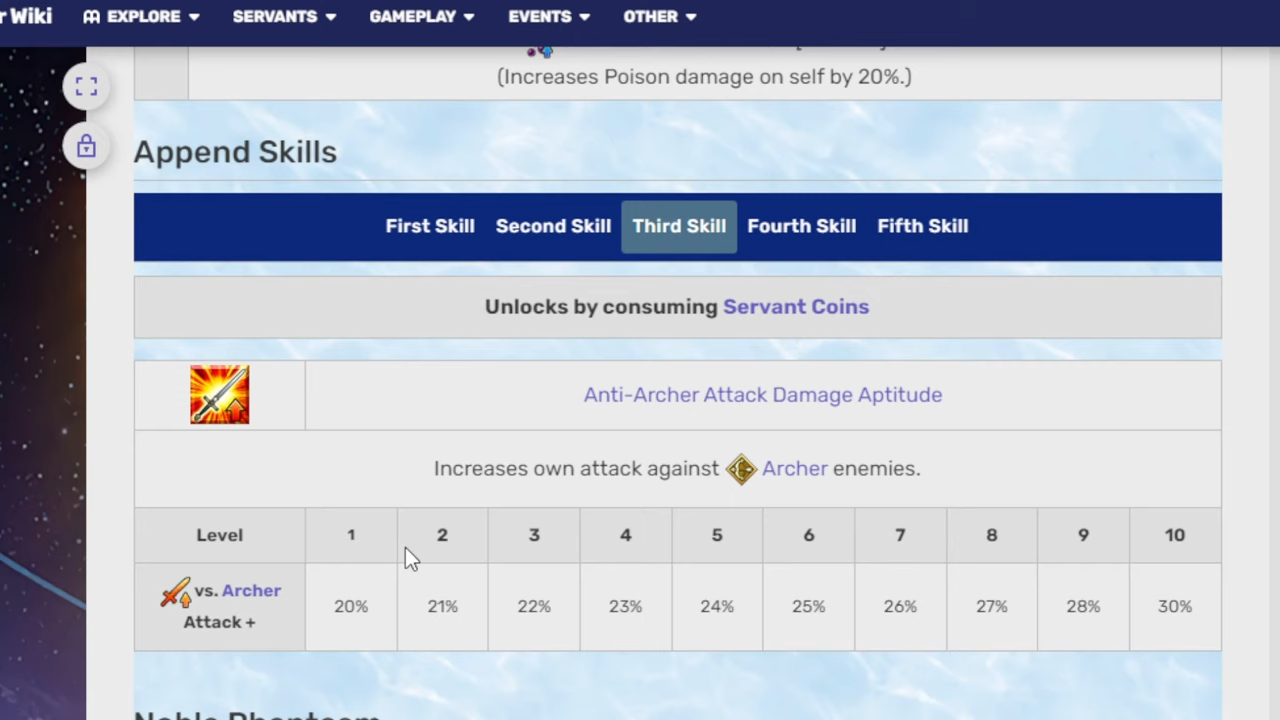 r Wiki EXPLORE SERVANTS GAMEPLAY EVENTS OTHER
(Increases Poison damage on self by 20%.)
Append Skills
First Skill Second Skill Third Skill Fourth Skill Fifth Skill
Unlocks by consuming Servant Coins
Anti-Archer Attack Damage Aptitude
Increases own attack against Archer enemies.
Level 1 2 3 4 5 6 7 8 9 10
vs. Archer
Attack +
20% 21% 22% 23% 24% 25% 26% 27% 28% 30%
Noble Phantasm